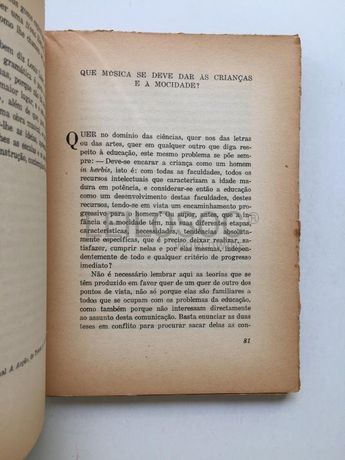 QUE MÚSICA SE DEVE DAR ÀS CRIANÇAS
E À MOCIDADE?
QUER no domínio das ciências, quer nos das letras
ou das artes, quer em qualquer outro que diga res-
peito à educação, este mesmo problema se põe sem-
pre: — Deve-se encarar a criança como um homem
in herbis, isto é: com todas as faculdades, todos os
recursos intelectuais que caracterizam a idade ma-
dura em potência, e considerar-se então a educação
como um desenvolvimento destas faculdades, destes
recursos, tendo-se em vista um encaminhamento pro-
gressivo para o homem? Ou, supor-se que a criança
e a mocidade têm, nas suas diferentes etapas,
características, necessidades, tendências absoluta-
mente específicas, que é preciso deixar realizar, sa-
tisfazer, cumprir nelas e por elas mesmas, indepen-
dentemente de todo e qualquer critério de progresso
imediato?
Não é necessário lembrar aqui as teorias que se
têm produzido em favor quer de um quer de outro dos
pontos de vista, não só porque elas são familiares a
todos que se ocupam com os problemas da educação,
como também porque não interessam directamente
ao assunto desta comunicação. Basta enunciar as duas
teses em conflito para procurar sacar delas as con-
81